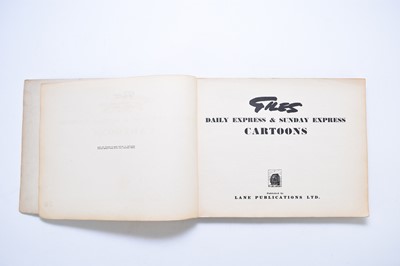 GILES
DAILY EXPRESS & SUNDAY EXPRESS
CARTOONS
LANE PUBLICATIONS LTD.